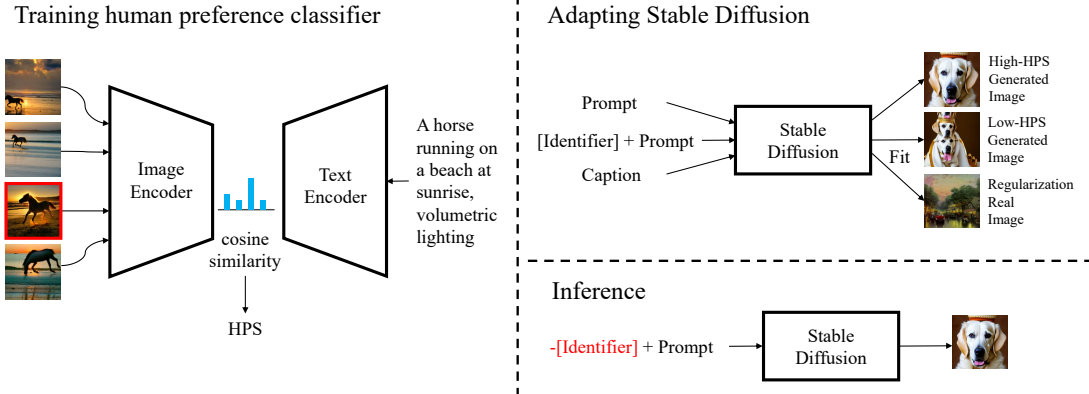 Training human preference classifier
Image
Encoder
Text
Encoder
cosine
similarity
HPS
A horse
running on
a beach at
sunrise,
volumetric
lighting
Adapting Stable Diffusion
Prompt
[Identifier] + Prompt
Caption
Stable
Diffusion
Fit
High-HPS
Generated
Image
Low-HPS
Generated
Image
Regularization
Real
Image
Inference
-[Identifier] + Prompt
Stable
Diffusion